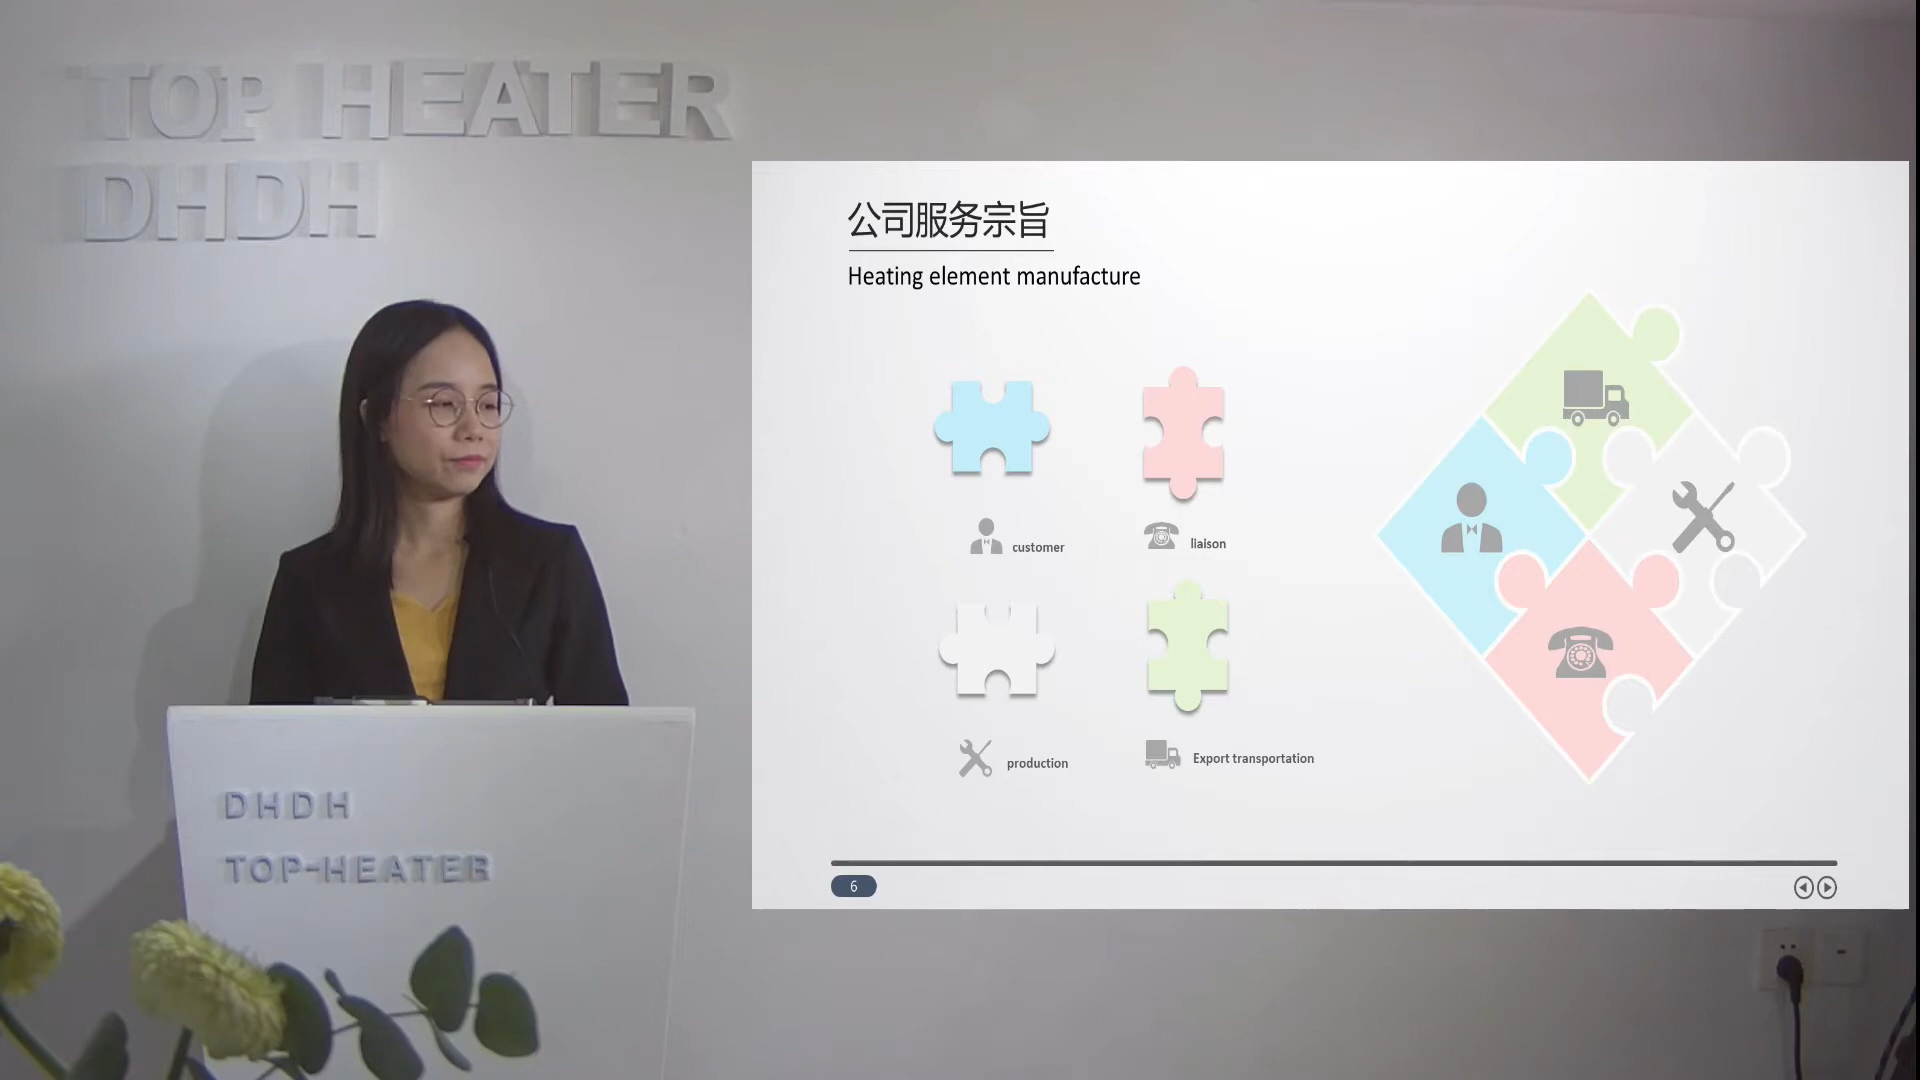 TOP HEATER
DHDH
公司服务宗旨
Heating element manufacture
customer
liaison
production
Export transportation
6
DHDH
TOP-HEATER